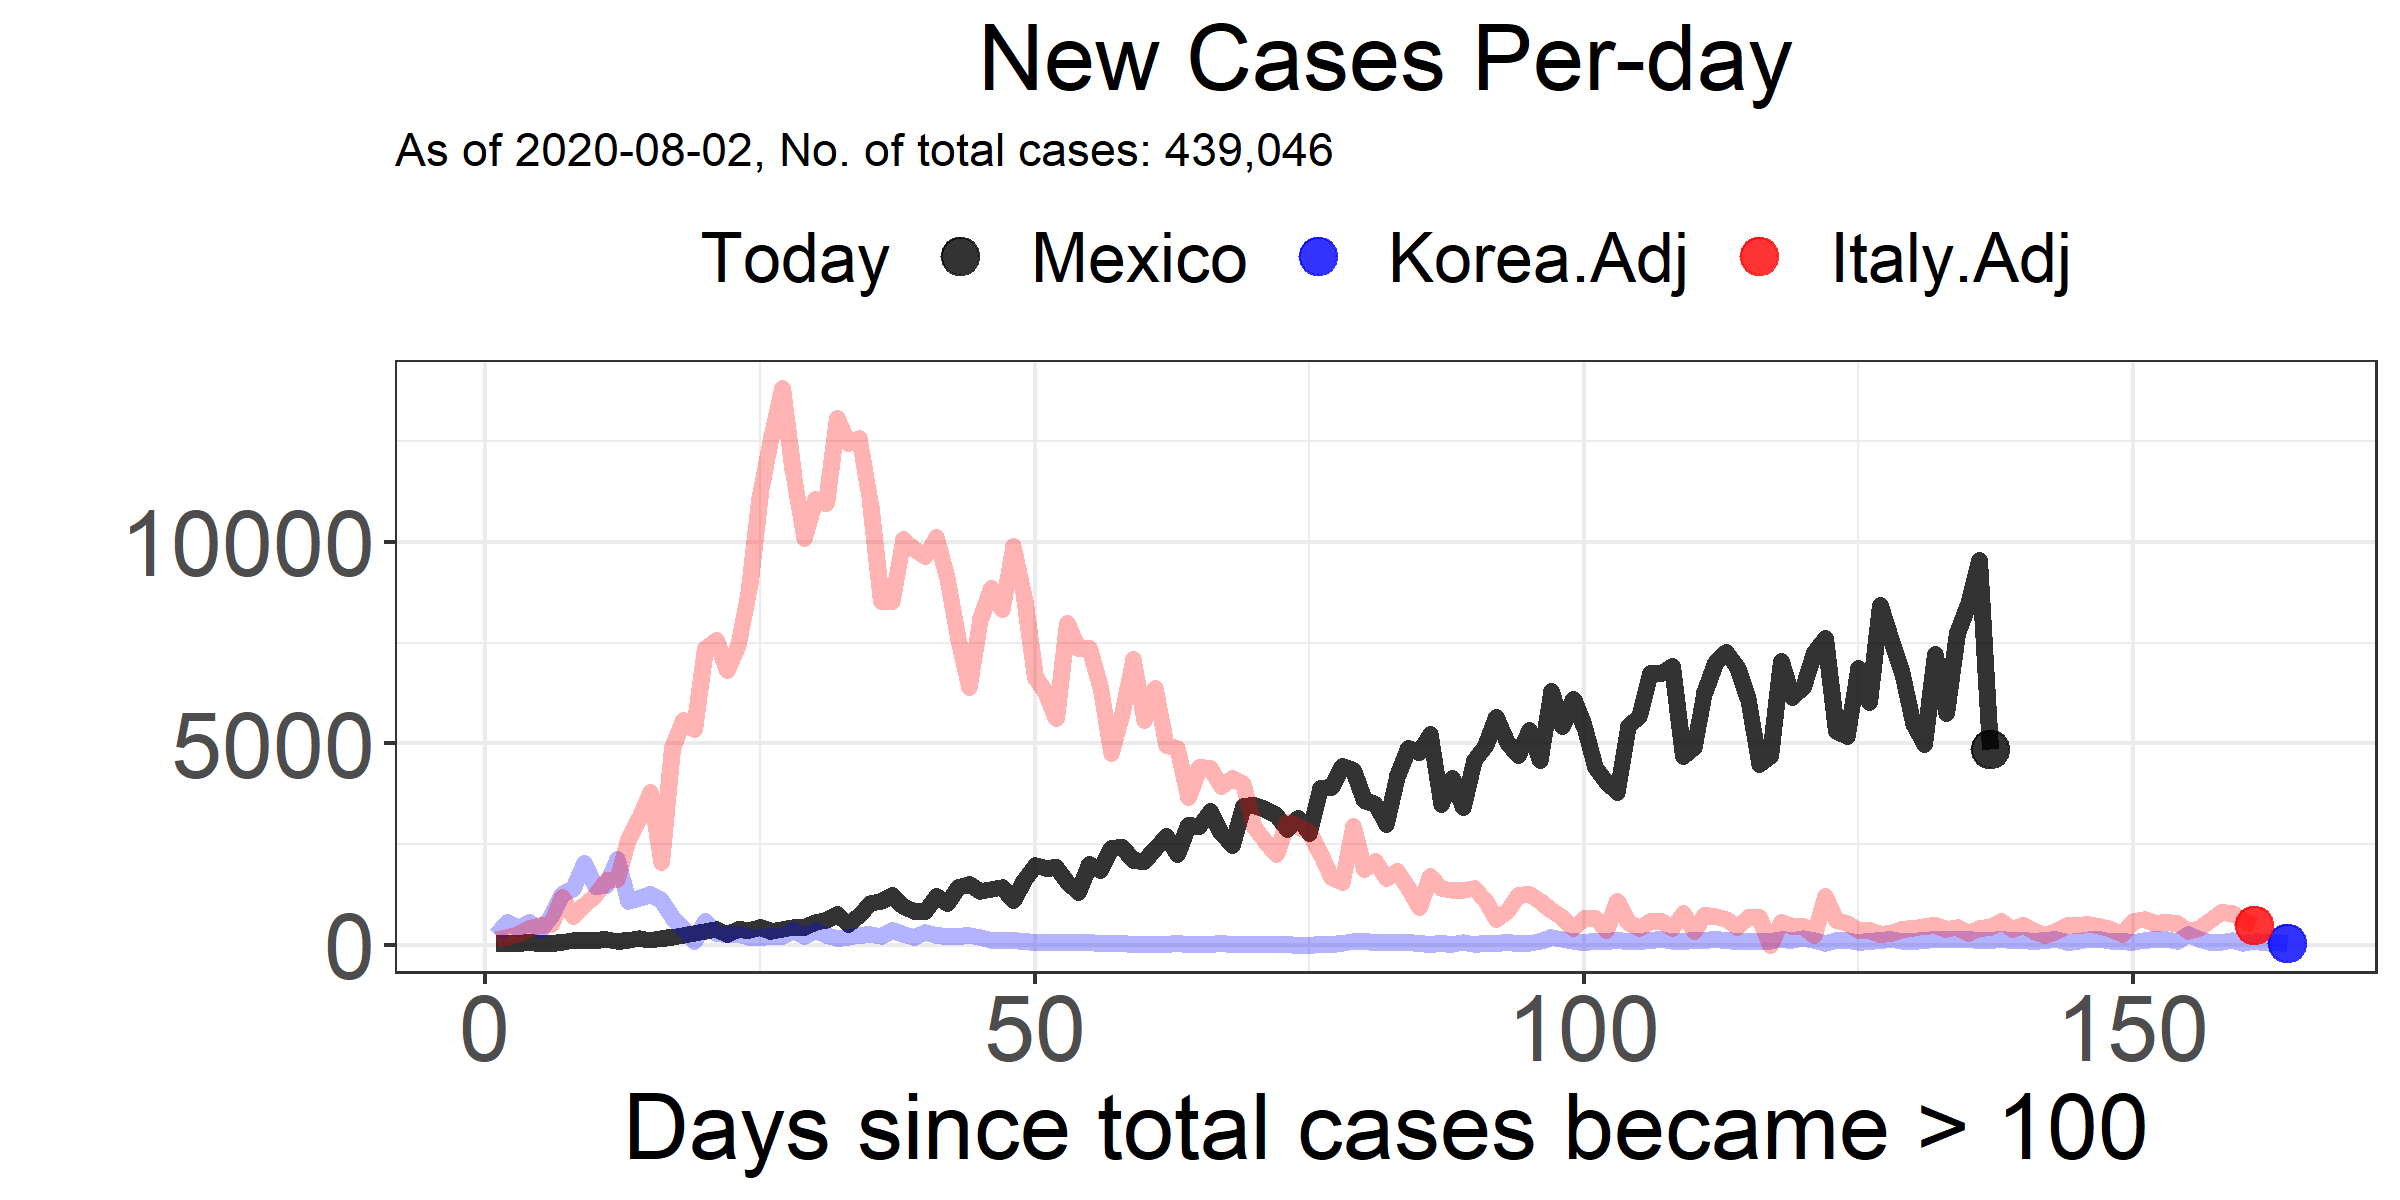 New Cases Per-day
As of 2020-08-02, No. of total cases: 439,046
Today Mexico Korea.Adj Italy.Adj
10000
5000
0
0 50 100 150
Days since total cases became > 100